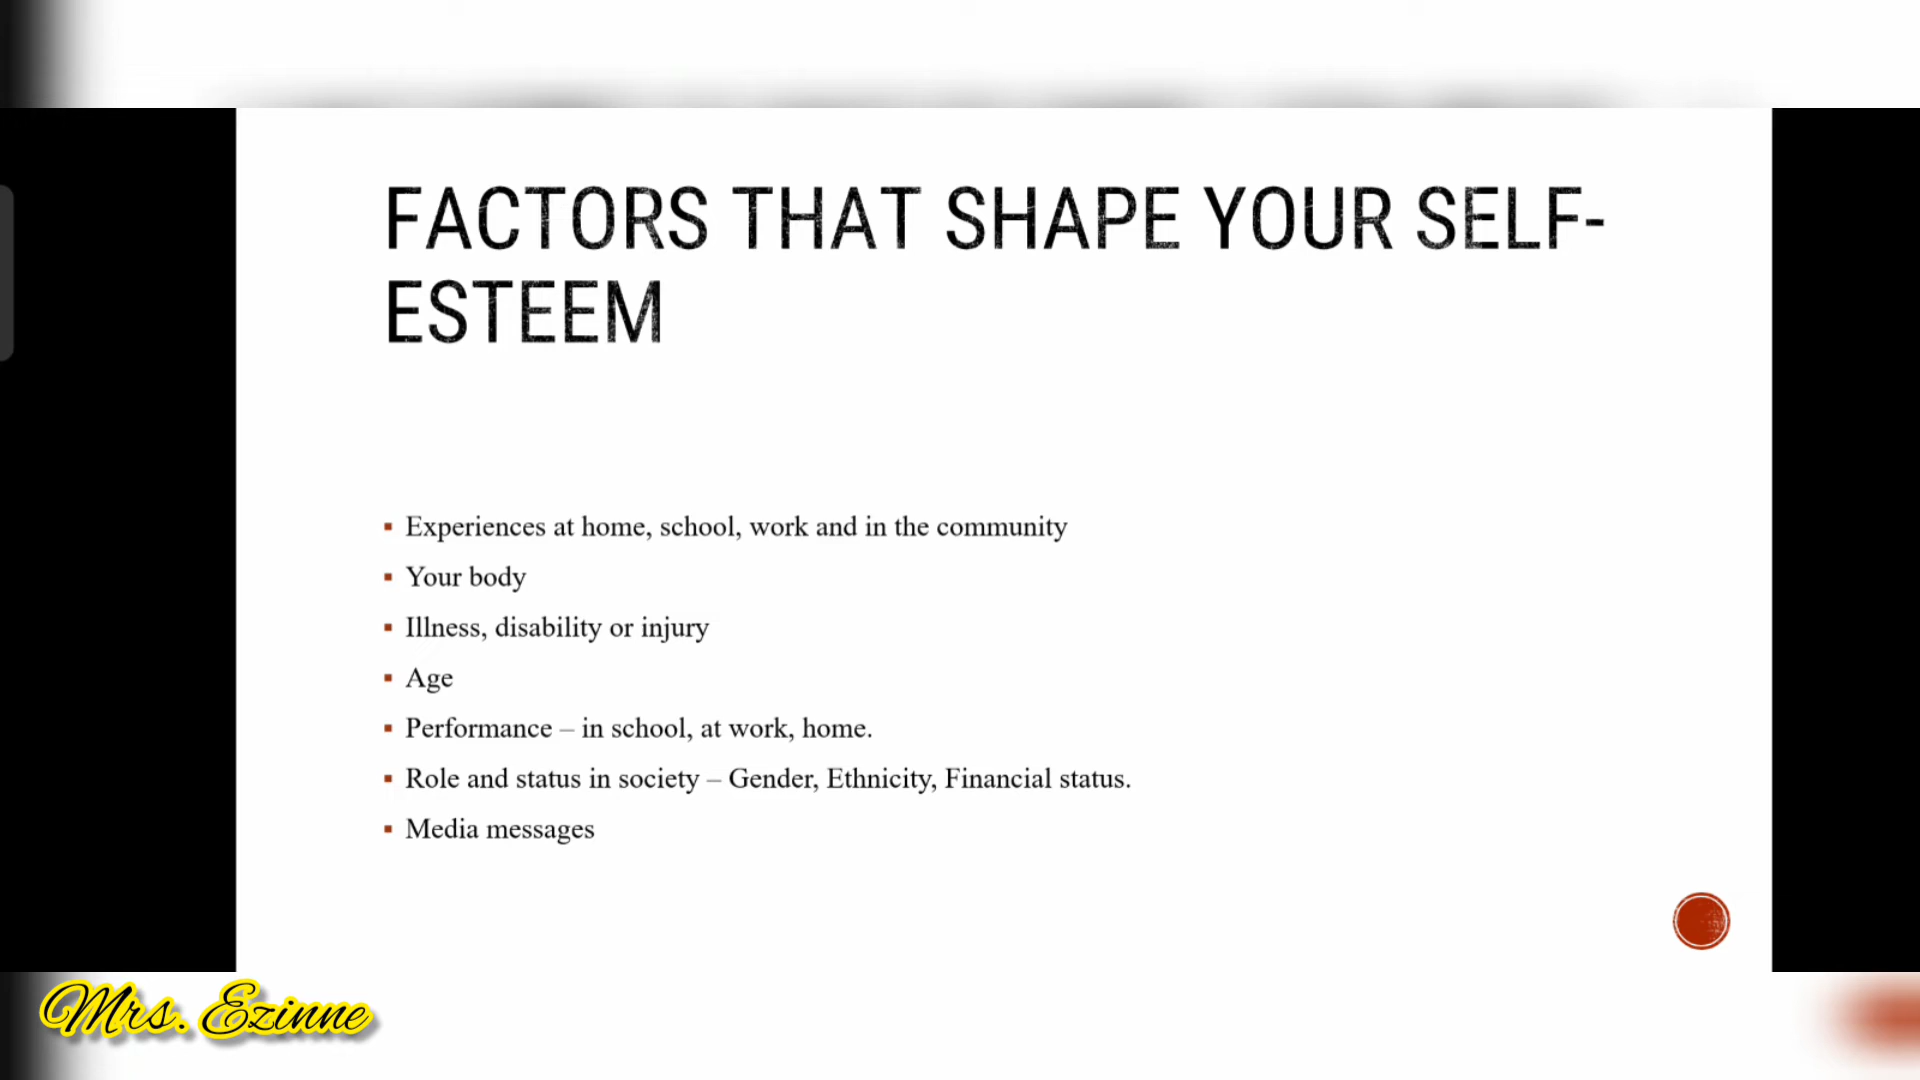 FACTORS THAT SHAPE YOUR SELF-
ESTEEM
▪ Experiences at home, school, work and in the community
▪ Your body
▪ Illness, disability or injury
▪ Age
▪ Performance – in school, at work, home.
▪ Role and status in society – Gender, Ethnicity, Financial status.
▪ Media messages
Mrs. Ezinne